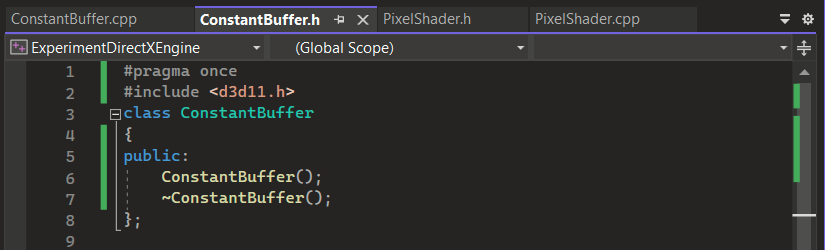 ConstantBuffer.cpp ConstantBuffer.h PixelShader.h PixelShader.cpp
ExperimentDirectXEngine (Global Scope)
1 #pragma once
2 #include <d3d11.h>
3 class ConstantBuffer
4 {
5 public:
6 ConstantBuffer();
7 ~ConstantBuffer();
8 };
9